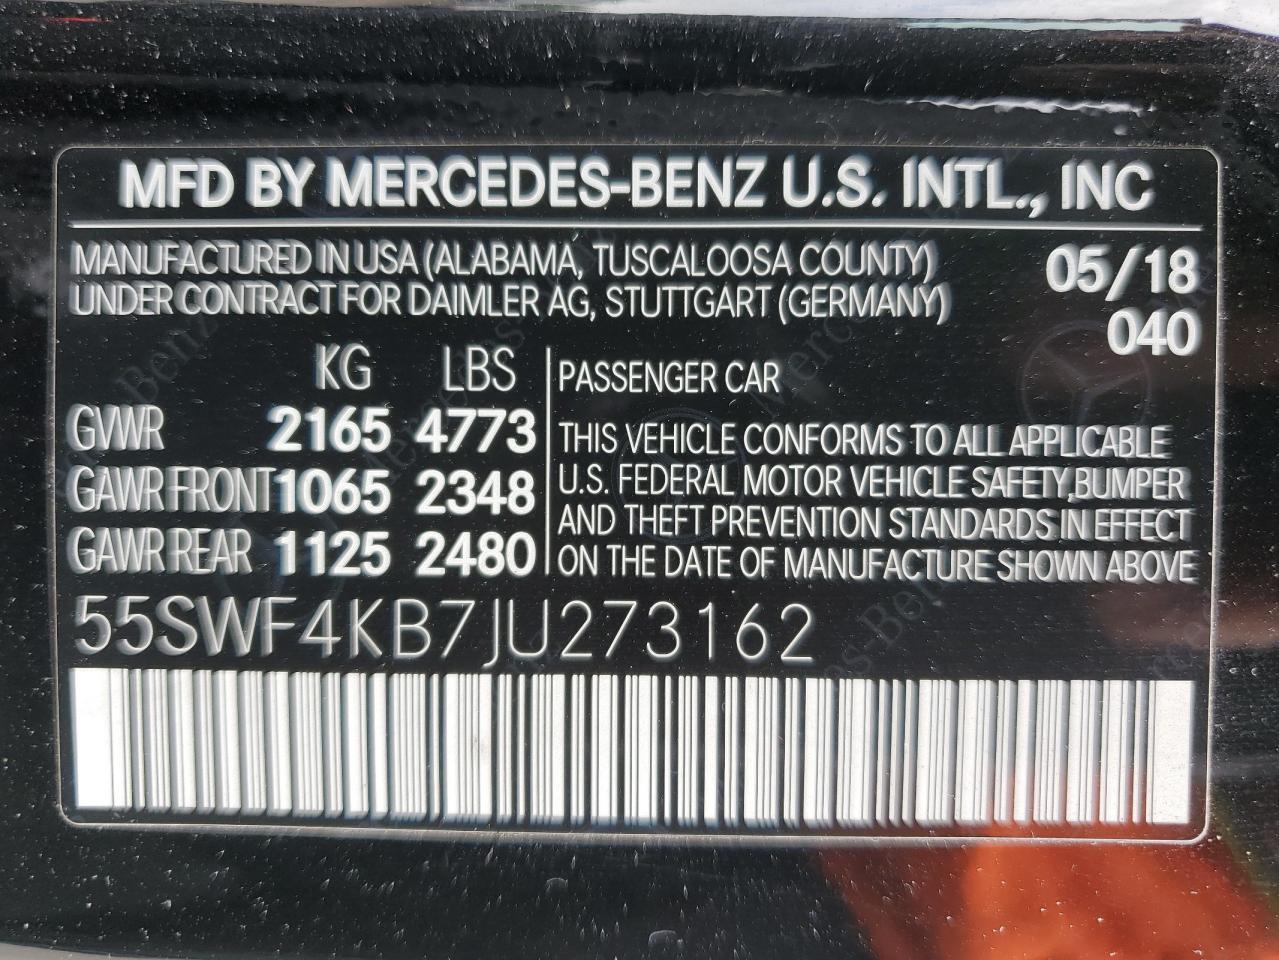 MFD BY MERCEDES-BENZ U.S. INTL., INC
MANUFACTURED IN USA (ALABAMA, TUSCALOOSA COUNTY) 05/18
UNDER CONTRACT FOR DAIMLER AG, STUTTGART (GERMANY)
040
KG LBS
GVWR 2165 4773
GAWR FRONT 1065 2348
GAWR REAR 1125 2480
PASSENGER CAR
THIS VEHICLE CONFORMS TO ALL APPLICABLE
U.S. FEDERAL MOTOR VEHICLE SAFETY,BUMPER
AND THEFT PREVENTION STANDARDS IN EFFECT
ON THE DATE OF MANUFACTURE SHOWN ABOVE
55SWF4KB7JU273162